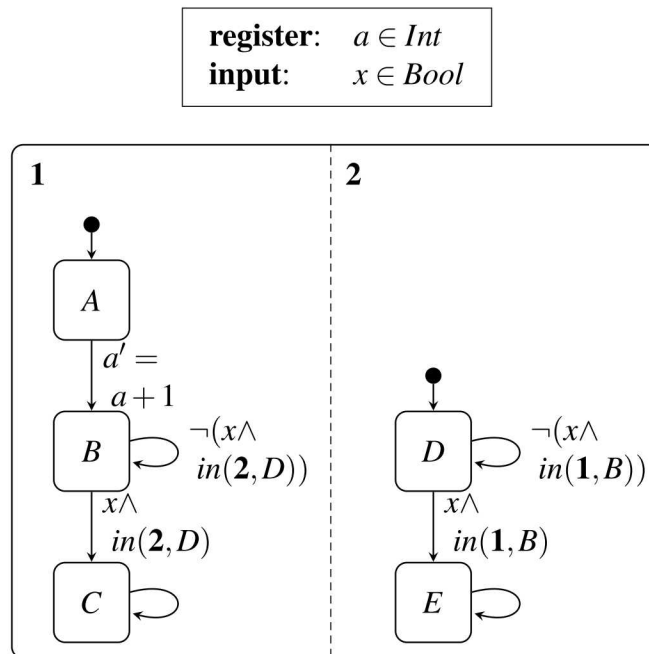 register: a ∈ Int
input: x ∈ Bool
1
2
A
a′ =
a + 1
B
¬(x∧
in(2, D))
D
¬(x∧
in(1, B))
x∧
in(2, D)
x∧
in(1, B)
C
E